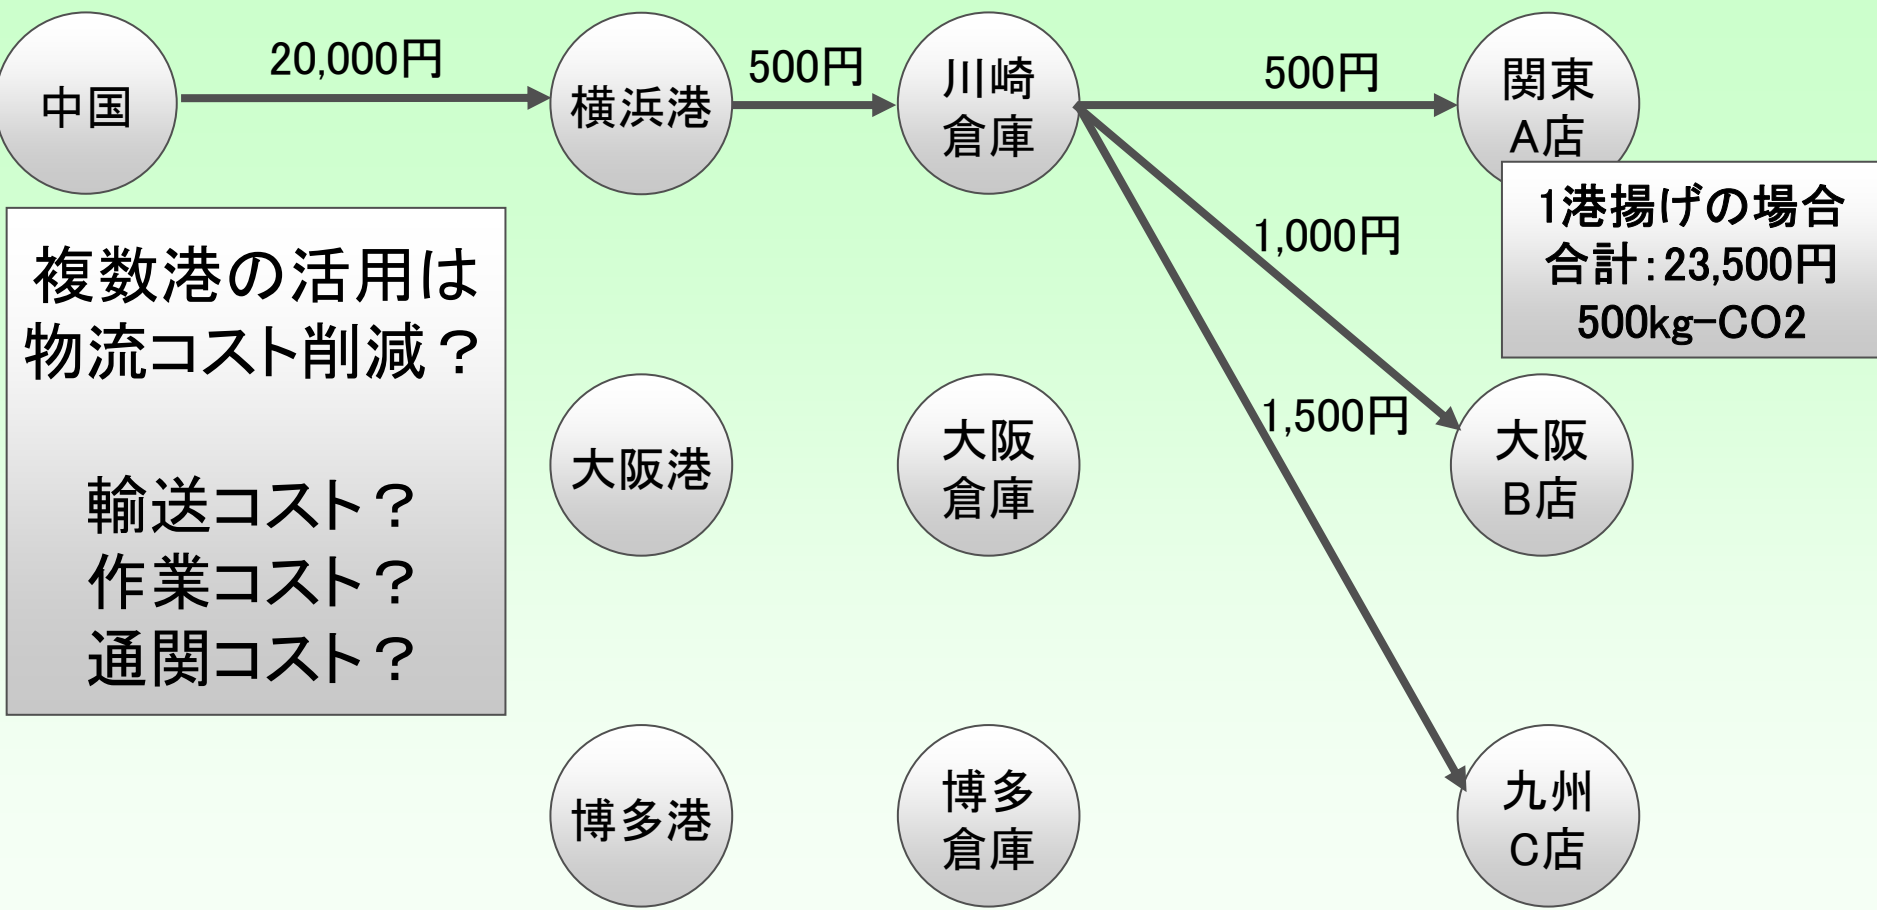 中国
20,000円
横浜港
500円
川崎
倉庫
500円
関東
A店
1港揚げの場合
合計:23,500円
500kg-CO2
複数港の活用は
物流コスト削減?
輸送コスト?
作業コスト?
通関コスト?
1,000円
1,500円
大阪港
大阪
倉庫
大阪
B店
博多港
博多
倉庫
九州
C店